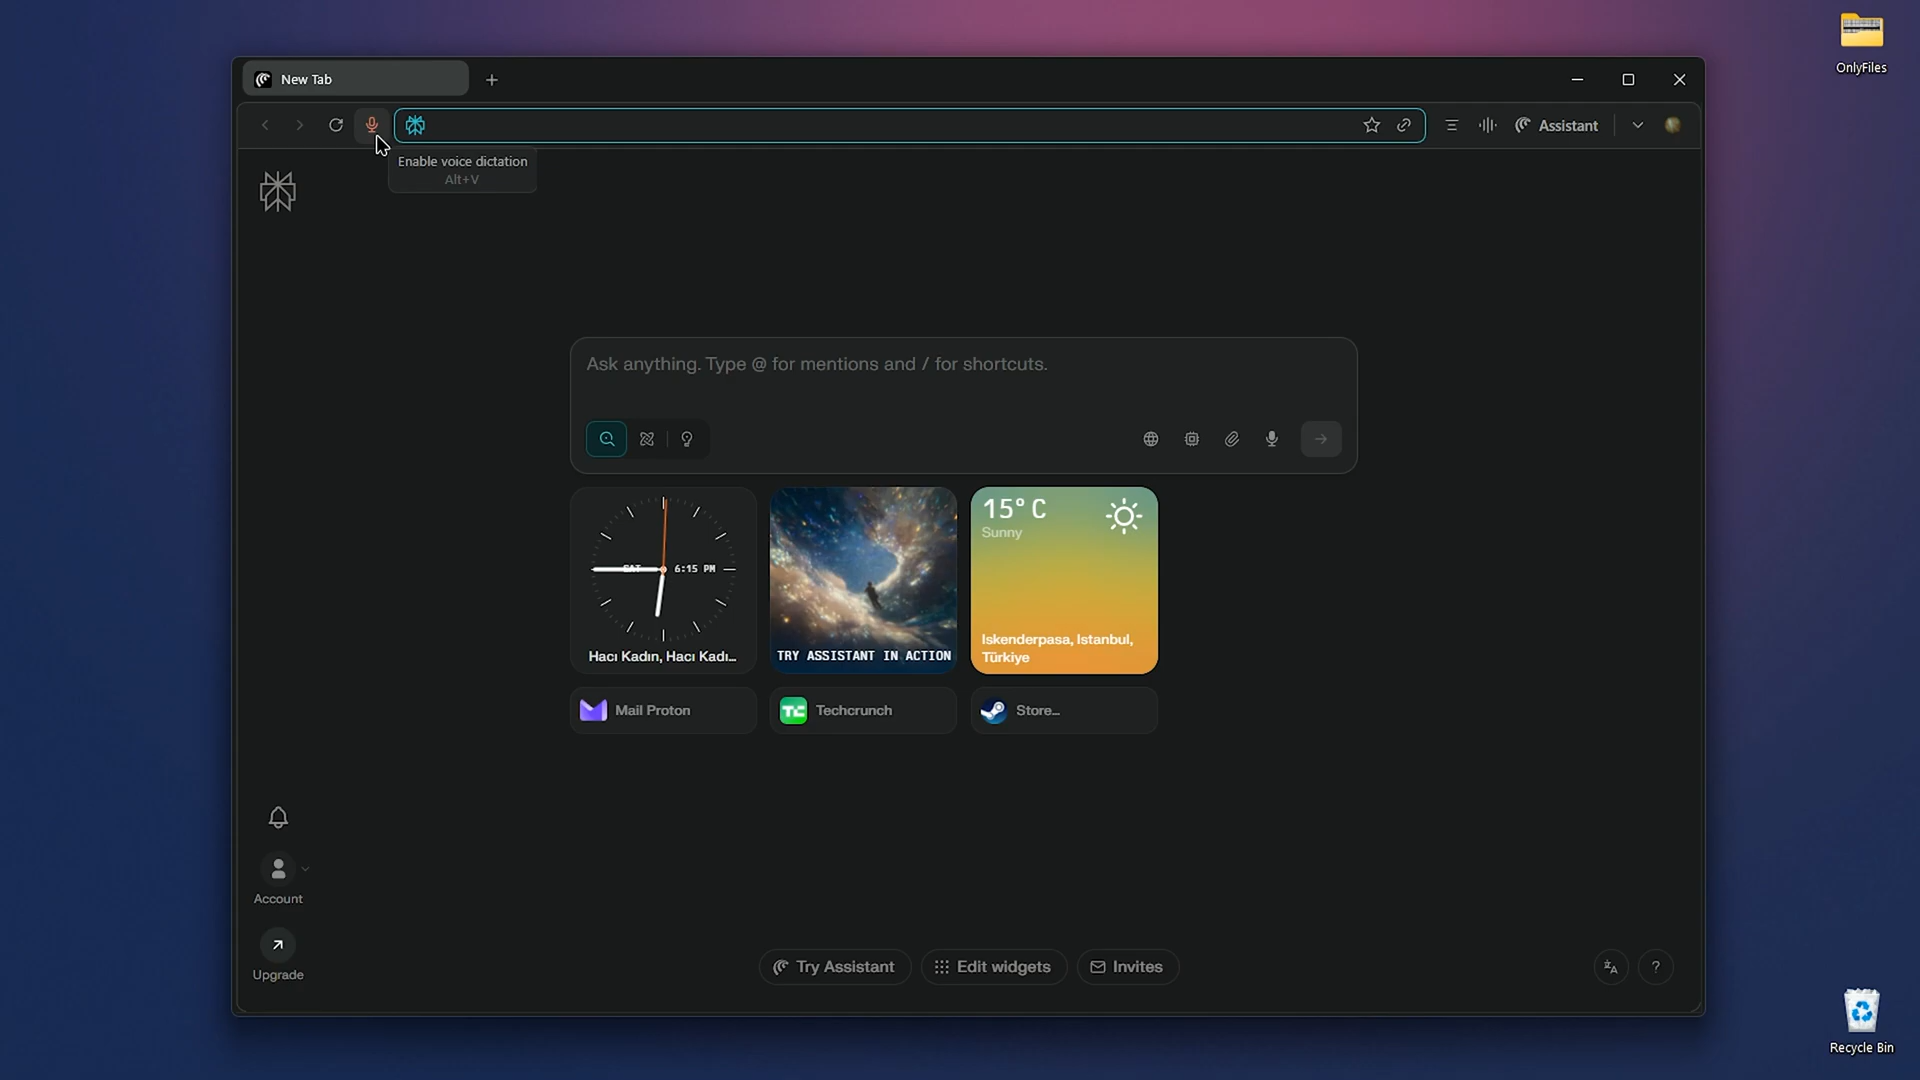 OnlyFiles
New Tab
Assistant
Enable voice dictation
Alt+V
Ask anything. Type @ for mentions and / for shortcuts.
SAT 6:15 PM
Hacı Kadın, Hacı Kadı...
TRY ASSISTANT IN ACTION
15° C
Sunny
Iskenderpasa, Istanbul,
Türkiye
Mail Proton
TC Techcrunch
Store...
Account
Upgrade
Try Assistant
Edit widgets
Invites
?
Recycle Bin